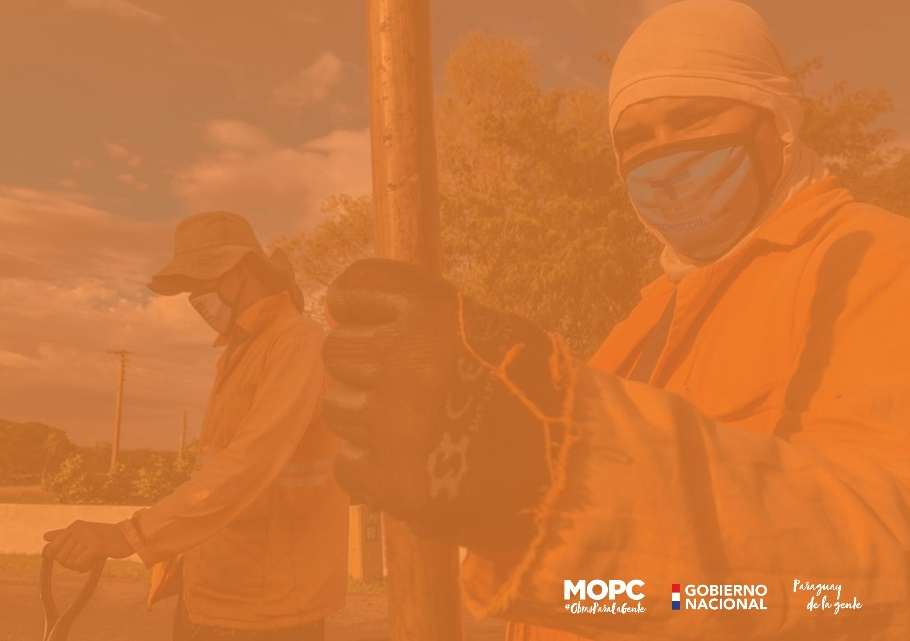 MOPC
#ObrasParaLaGente
GOBIERNO
NACIONAL
Paraguay
de la gente